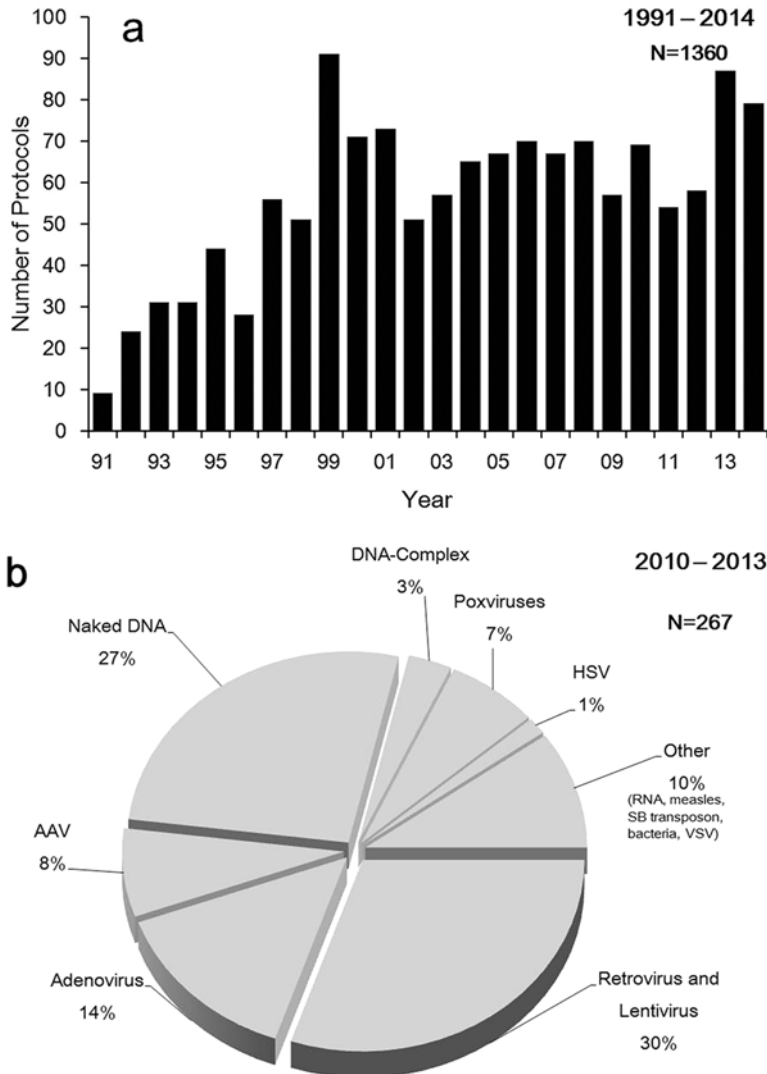 a
1991–2014
N=1360
Number of Protocols
100
90
80
70
60
50
40
30
20
10
0
91 93 95 97 99 01 03 05 07 09 11 13
Year
b
2010–2013
N=267
DNA-Complex
3%
Poxviruses
7%
HSV
1%
Other
10%
(RNA, measles,
SB transposon,
bacteria, VSV)
Naked DNA
27%
AAV
8%
Adenovirus
14%
Retrovirus and
Lentivirus
30%